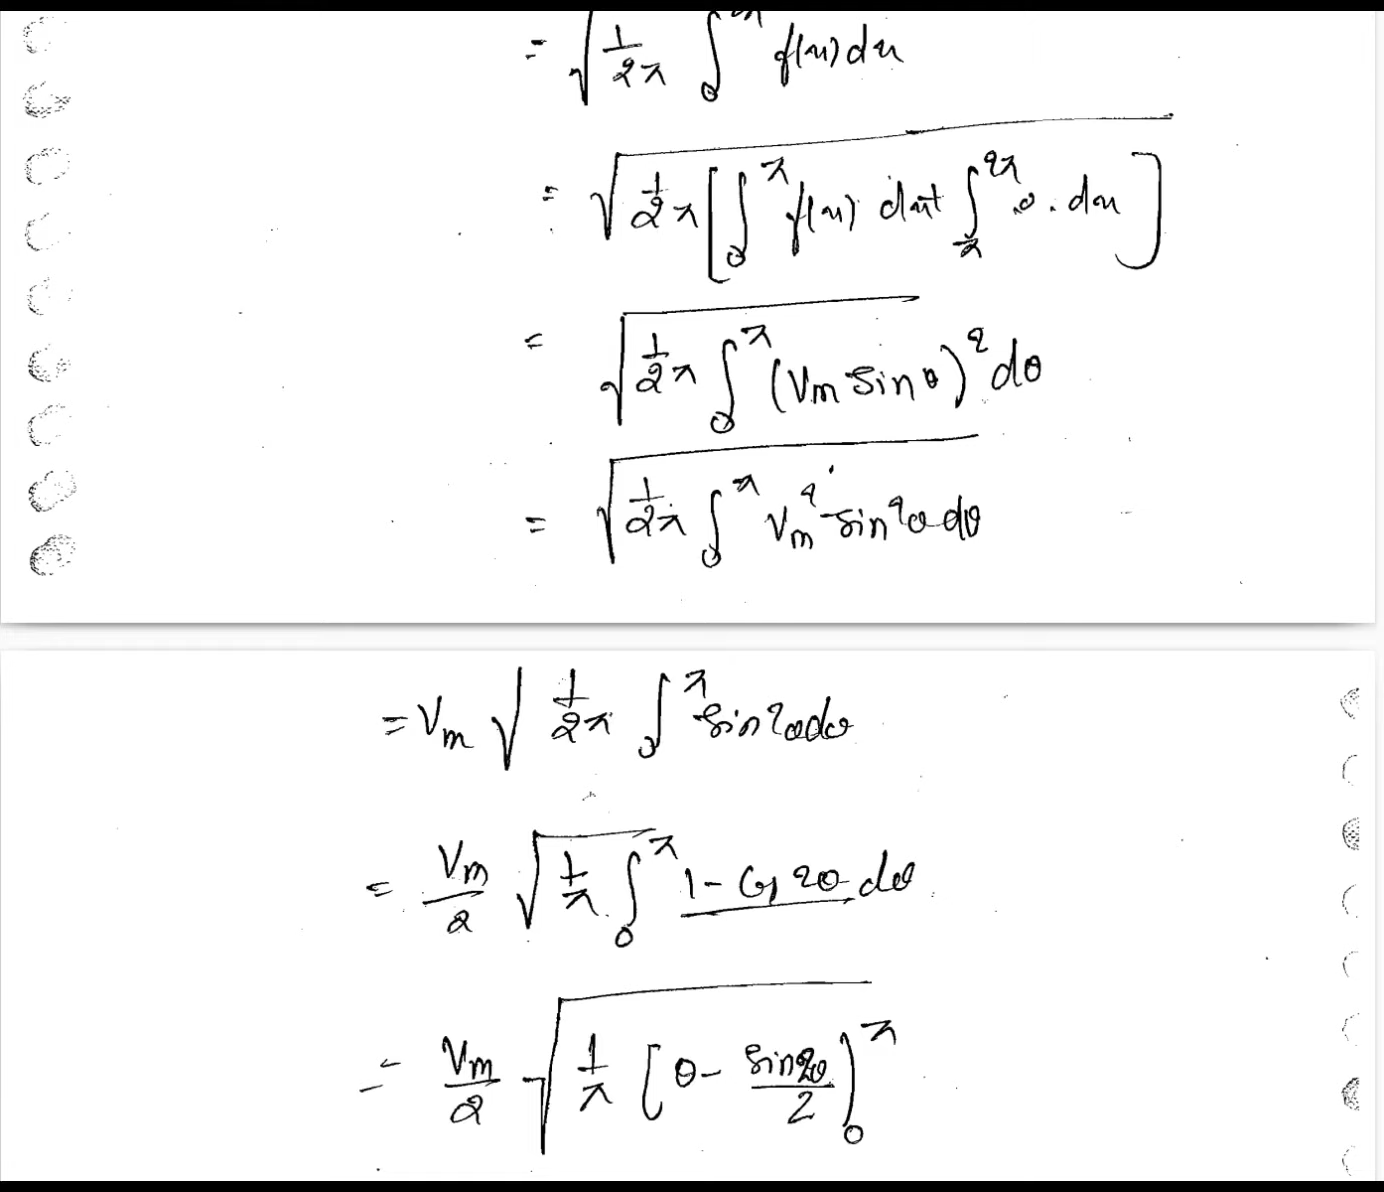 = √ 1/2π ∫₀^2π f(x) dx
= √ 1/2π [ ∫₀^π f(x) dx + ∫_π^2π 0 . dx ]
= √ 1/2π ∫₀^π (Vm Sin θ)² dθ
= √ 1/2π ∫₀^π Vm² Sin²θ dθ
= Vm √ 1/2π ∫₀^π Sin²θ dθ
= Vm/2 √ 1/π ∫₀^π 1 - Cos 2θ dθ
= Vm/2 √ 1/π [ θ - Sin2θ/2 ]₀^π